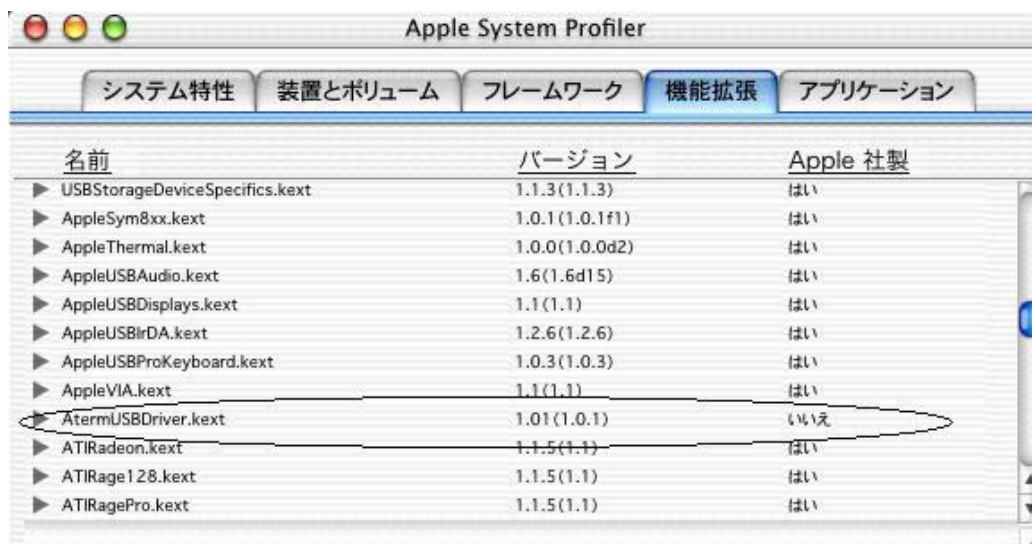 Apple System Profiler
システム特性 装置とボリューム フレームワーク 機能拡張 アプリケーション
名前 バージョン Apple 社製
USBStorageDeviceSpecifics.kext 1.1.3(1.1.3) はい
AppleSym8xx.kext 1.0.1(1.0.1f1) はい
AppleThermal.kext 1.0.0(1.0.0d2) はい
AppleUSBAudio.kext 1.6(1.6d15) はい
AppleUSBDisplays.kext 1.1(1.1) はい
AppleUSBIrDA.kext 1.2.6(1.2.6) はい
AppleUSBProKeyboard.kext 1.0.3(1.0.3) はい
AppleVIA.kext 1.1(1.1) はい
AtermUSBDriver.kext 1.01(1.0.1) いいえ
ATIRadeon.kext 1.1.5(1.1) はい
ATIRage128.kext 1.1.5(1.1) はい
ATIRagePro.kext 1.1.5(1.1) はい